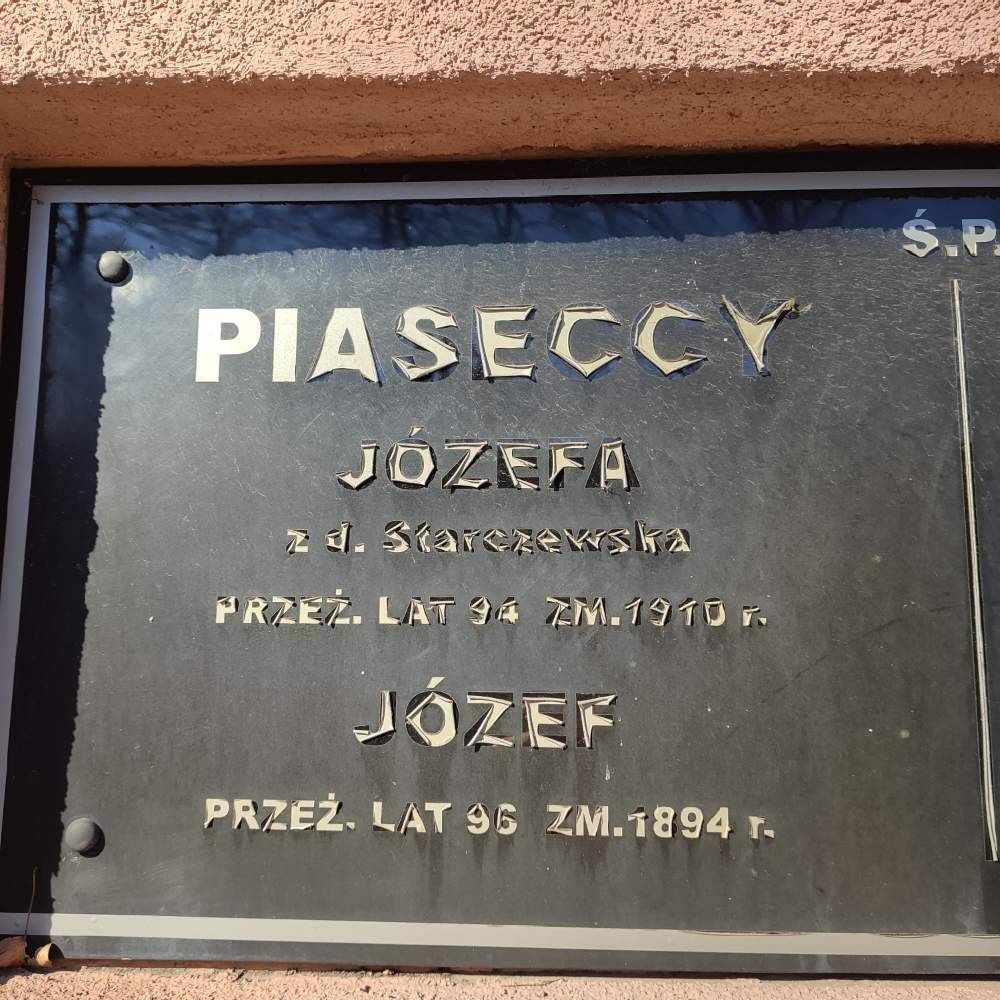 Ś.P.
PIASECCY
JÓZEFA
z d. Starczewska
PRZEŻ. LAT 94 ZM.1910 r.
JÓZEF
PRZEŻ. LAT 96 ZM.1894 r.